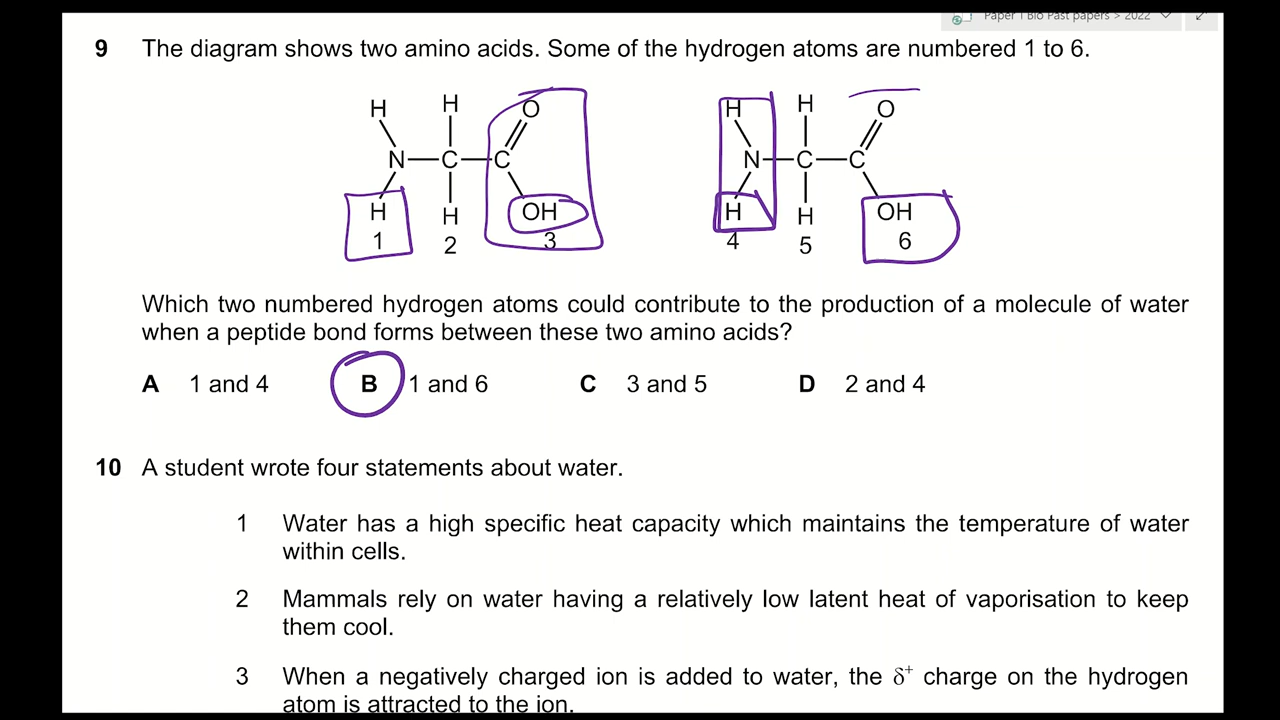 Paper 1 Bio Past papers > 2022
9 The diagram shows two amino acids. Some of the hydrogen atoms are numbered 1 to 6.
H H O H H O
N C C N C C
H H OH H H OH
1 2 3 4 5 6
Which two numbered hydrogen atoms could contribute to the production of a molecule of water
when a peptide bond forms between these two amino acids?
A 1 and 4 B 1 and 6 C 3 and 5 D 2 and 4
10 A student wrote four statements about water.
1 Water has a high specific heat capacity which maintains the temperature of water
within cells.
2 Mammals rely on water having a relatively low latent heat of vaporisation to keep
them cool.
3 When a negatively charged ion is added to water, the δ⁺ charge on the hydrogen
atom is attracted to the ion.